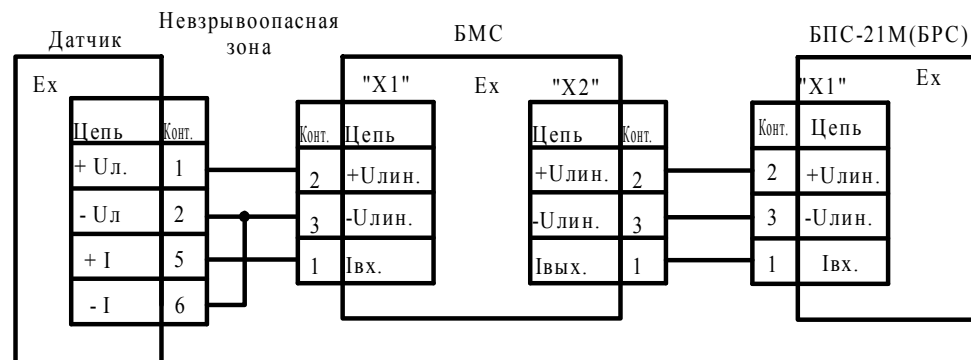 Датчик
Невзрывоопасная
зона
БМС
БПС-21М(БРС)
Ex
Цепь Конт.
+ Uл. 1
- Uл 2
+ I 5
- I 6
"X1"
Ex
"X2"
Конт. Цепь
2 +Uлин.
3 -Uлин.
1 Iвх.
Цепь Конт.
+Uлин. 2
-Uлин. 3
Iвых. 1
"X1"
Ex
Конт. Цепь
2 +Uлин.
3 -Uлин.
1 Iвх.